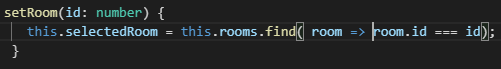 setRoom(id: number) {
this.selectedRoom = this.rooms.find( room => room.id === id);
}